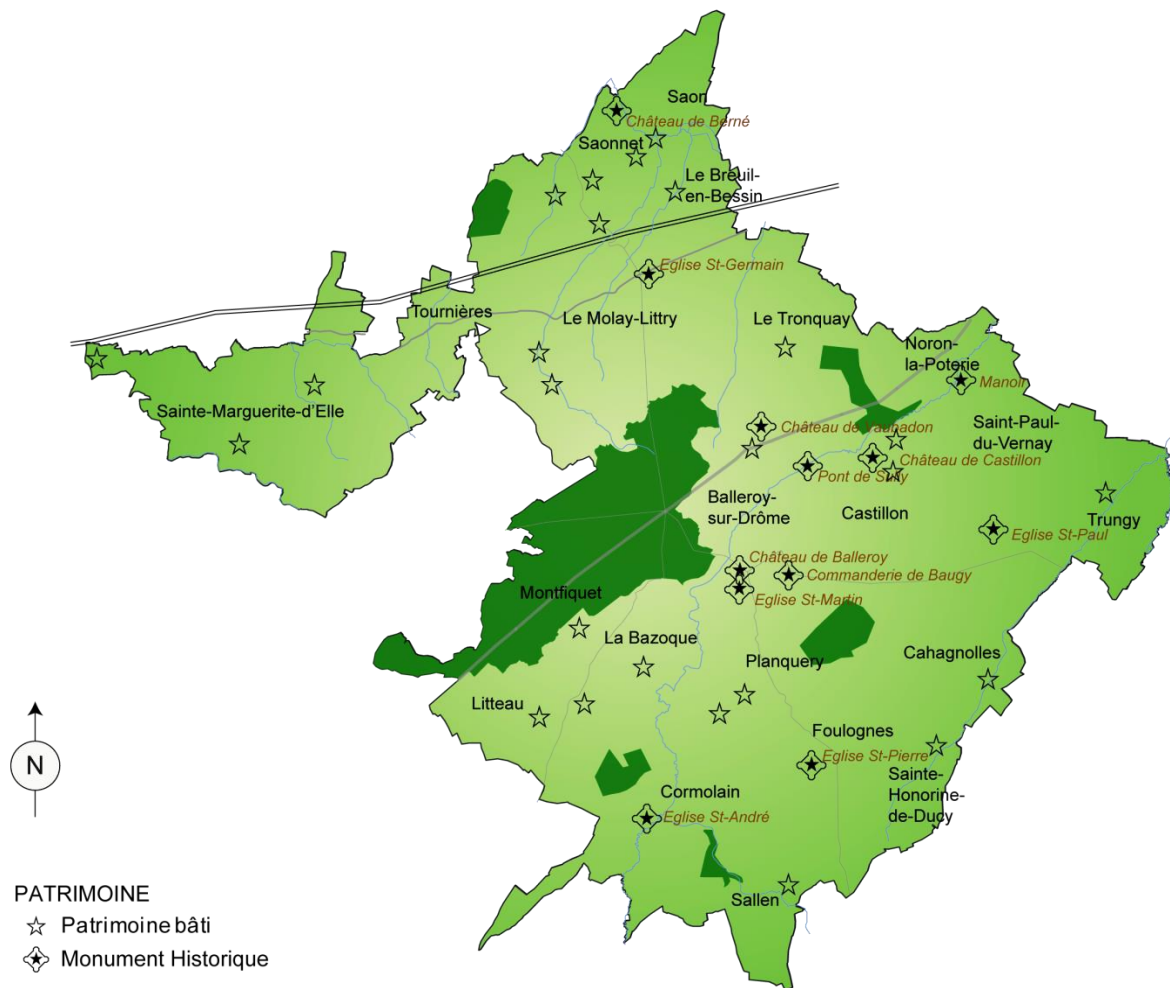 Saon
Château de Berné
Saonnet
Le Breuil-
en-Bessin
Eglise St-Germain
Tournières
Le Molay-Littry
Le Tronquay
Noron-
la-Poterie
Manoir
Sainte-Marguerite-d'Elle
Château de Vaubadon
Saint-Paul-
du-Vernay
Château de Castillon
Pont de Sully
Balleroy-
sur-Drôme
Castillon
Trungy
Eglise St-Paul
Château de Balleroy
Commanderie de Baugy
Montfiquet
Eglise St-Martin
La Bazoque
Planquery
Cahagnolles
Litteau
Foulognes
Eglise St-Pierre
Sainte-
Honorine-
de-Ducy
Cormolain
Eglise St-André
Sallen
N
PATRIMOINE
Patrimoine bâti
Monument Historique